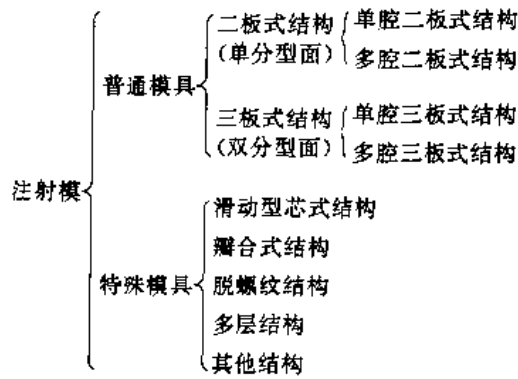 二板式结构
(单分型面)
单腔二板式结构
多腔二板式结构
普通模具
三板式结构
(双分型面)
单腔三板式结构
多腔三板式结构
注射模
滑动型芯式结构
瓣合式结构
特殊模具
脱螺纹结构
多层结构
其他结构